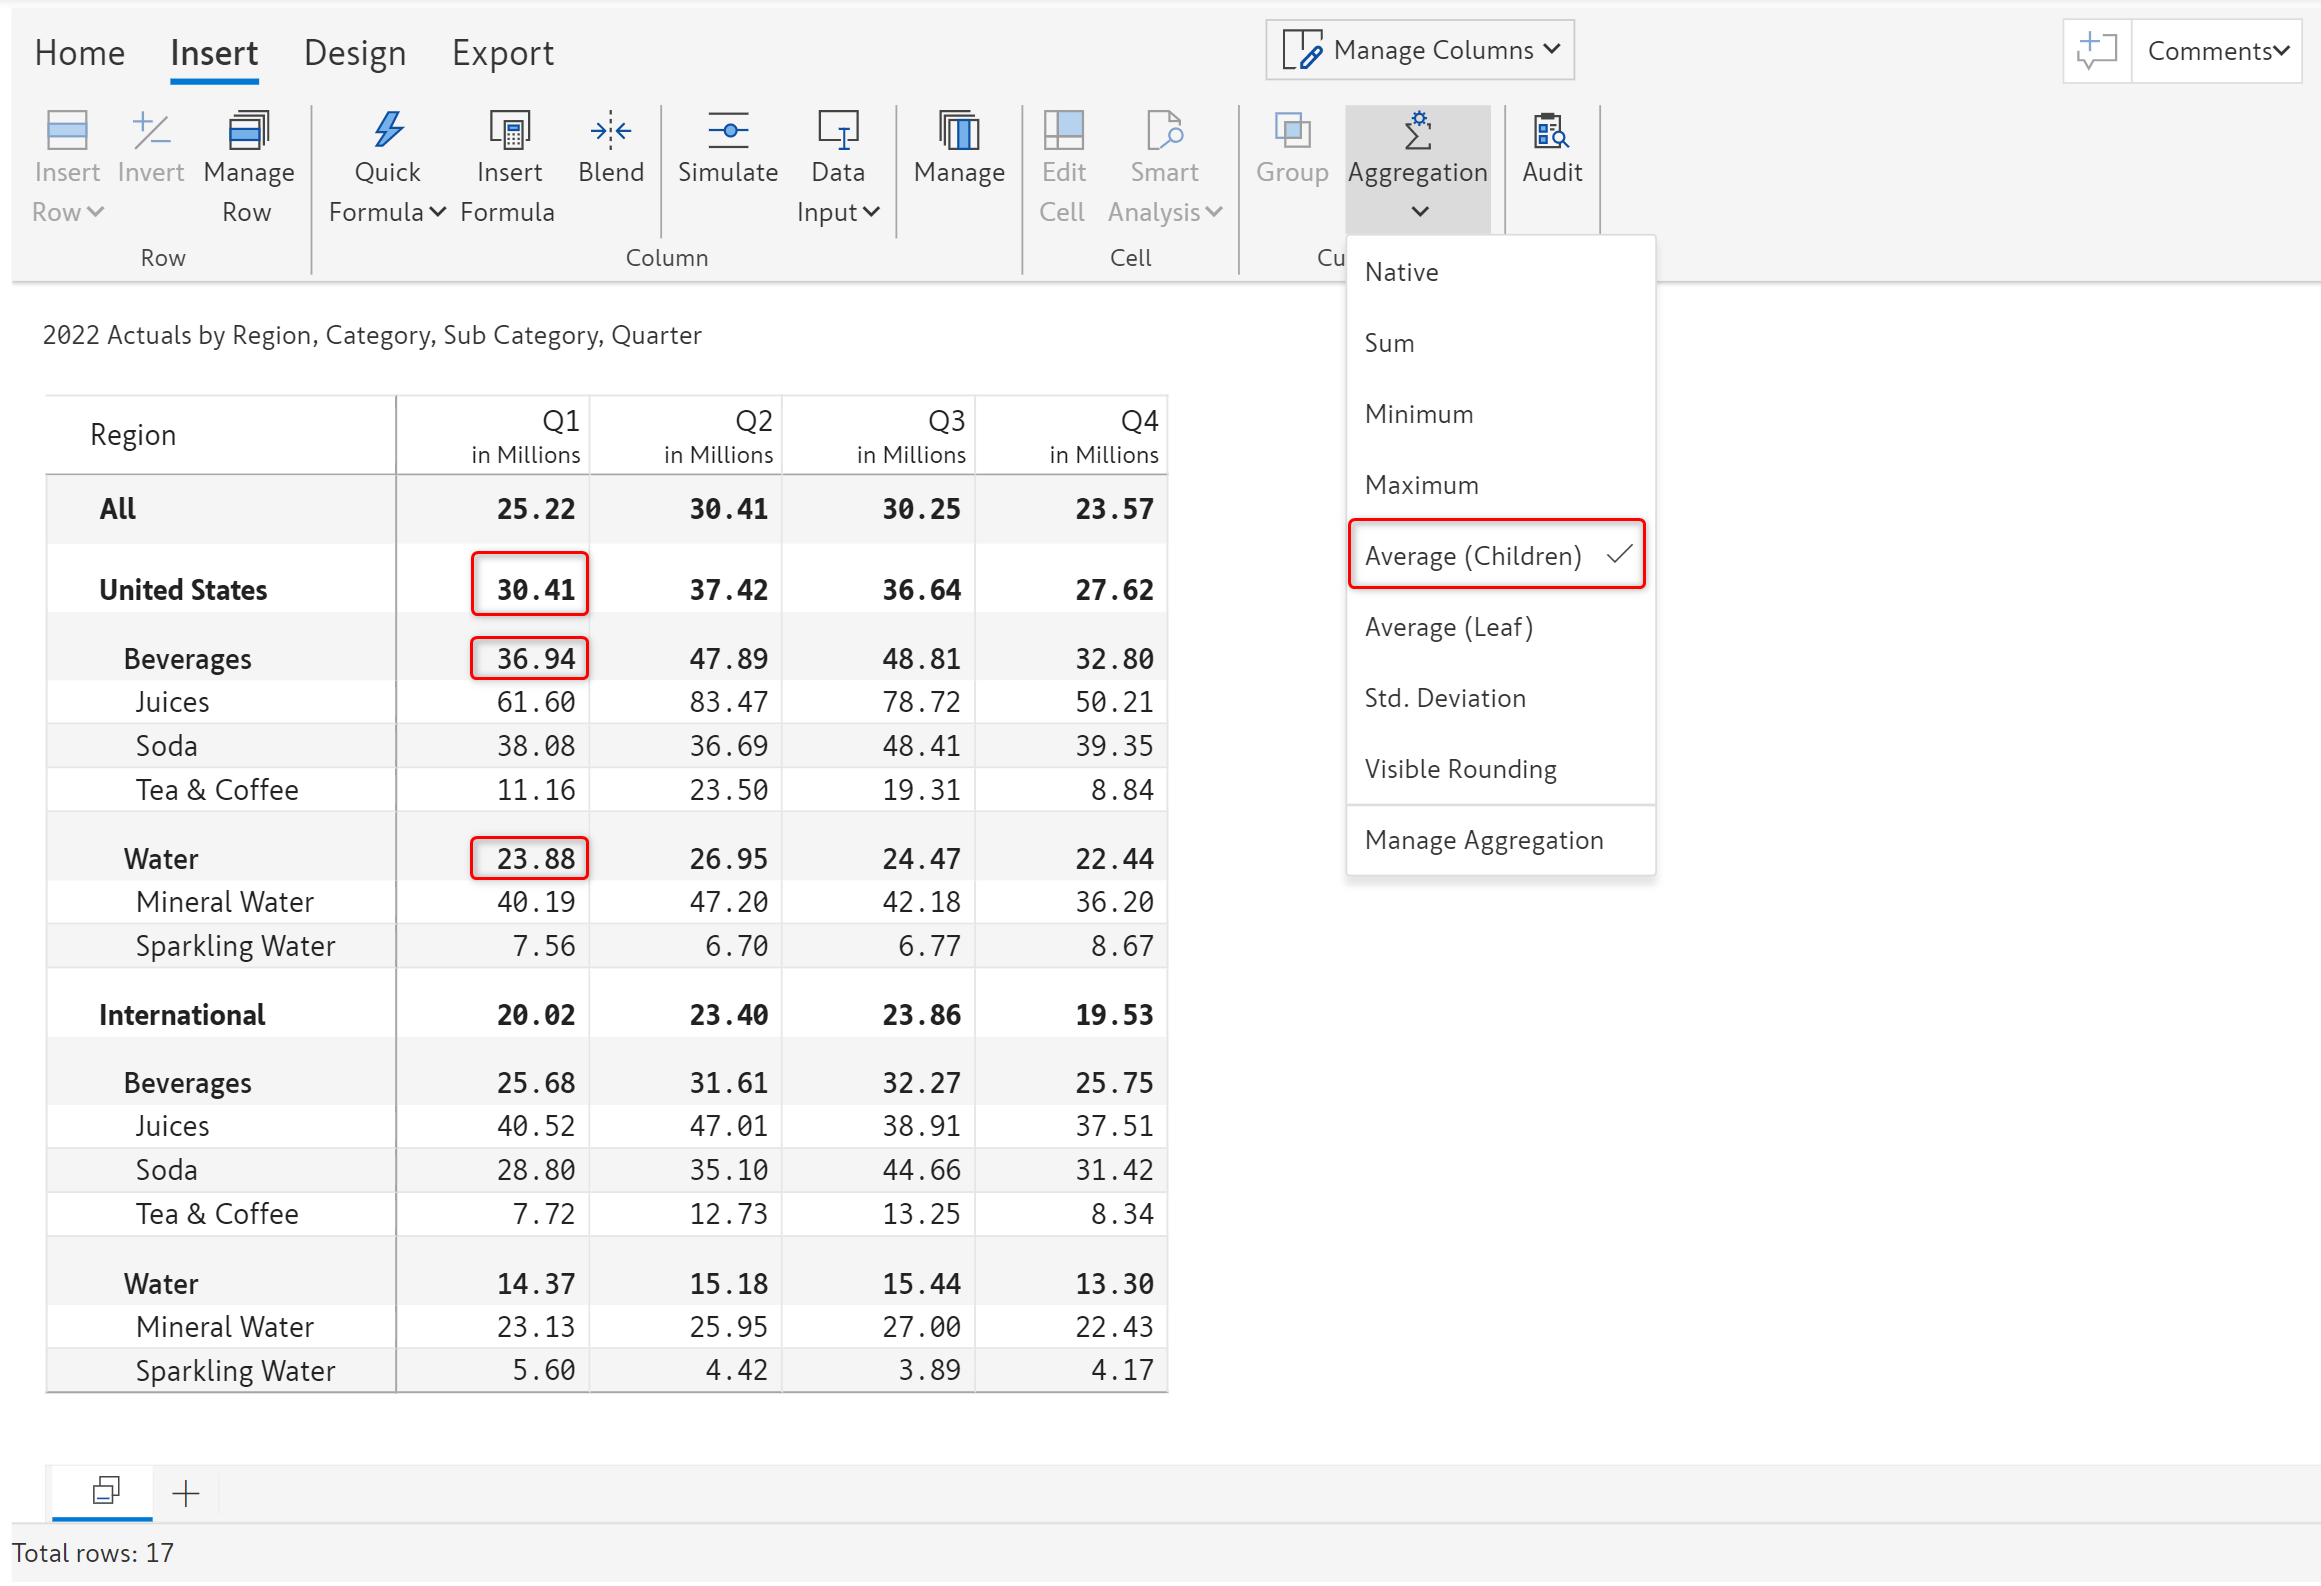 Home Insert Design Export Manage Columns Comments
Insert Invert Manage Quick Insert Blend Simulate Data Manage Edit Smart Group Aggregation Audit
Row Row Formula Formula Input Cell Analysis
Row Column Cell Cu
Native
Sum
Minimum
Maximum
Average (Children)
Average (Leaf)
Std. Deviation
Visible Rounding
Manage Aggregation
2022 Actuals by Region, Category, Sub Category, Quarter
Region Q1 Q2 Q3 Q4
in Millions in Millions in Millions in Millions
All 25.22 30.41 30.25 23.57
United States 30.41 37.42 36.64 27.62
Beverages 36.94 47.89 48.81 32.80
Juices 61.60 83.47 78.72 50.21
Soda 38.08 36.69 48.41 39.35
Tea & Coffee 11.16 23.50 19.31 8.84
Water 23.88 26.95 24.47 22.44
Mineral Water 40.19 47.20 42.18 36.20
Sparkling Water 7.56 6.70 6.77 8.67
International 20.02 23.40 23.86 19.53
Beverages 25.68 31.61 32.27 25.75
Juices 40.52 47.01 38.91 37.51
Soda 28.80 35.10 44.66 31.42
Tea & Coffee 7.72 12.73 13.25 8.34
Water 14.37 15.18 15.44 13.30
Mineral Water 23.13 25.95 27.00 22.43
Sparkling Water 5.60 4.42 3.89 4.17
Total rows: 17